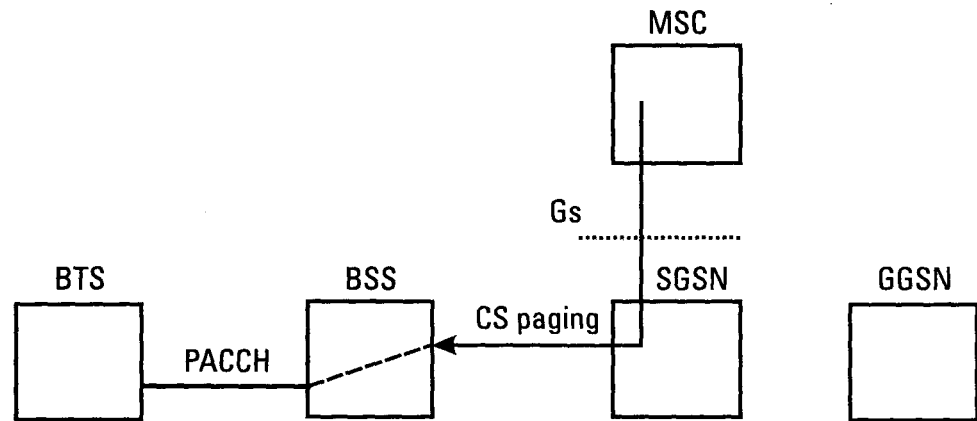 MSC
Gs
BTS
BSS
SGSN
GGSN
CS paging
PACCH